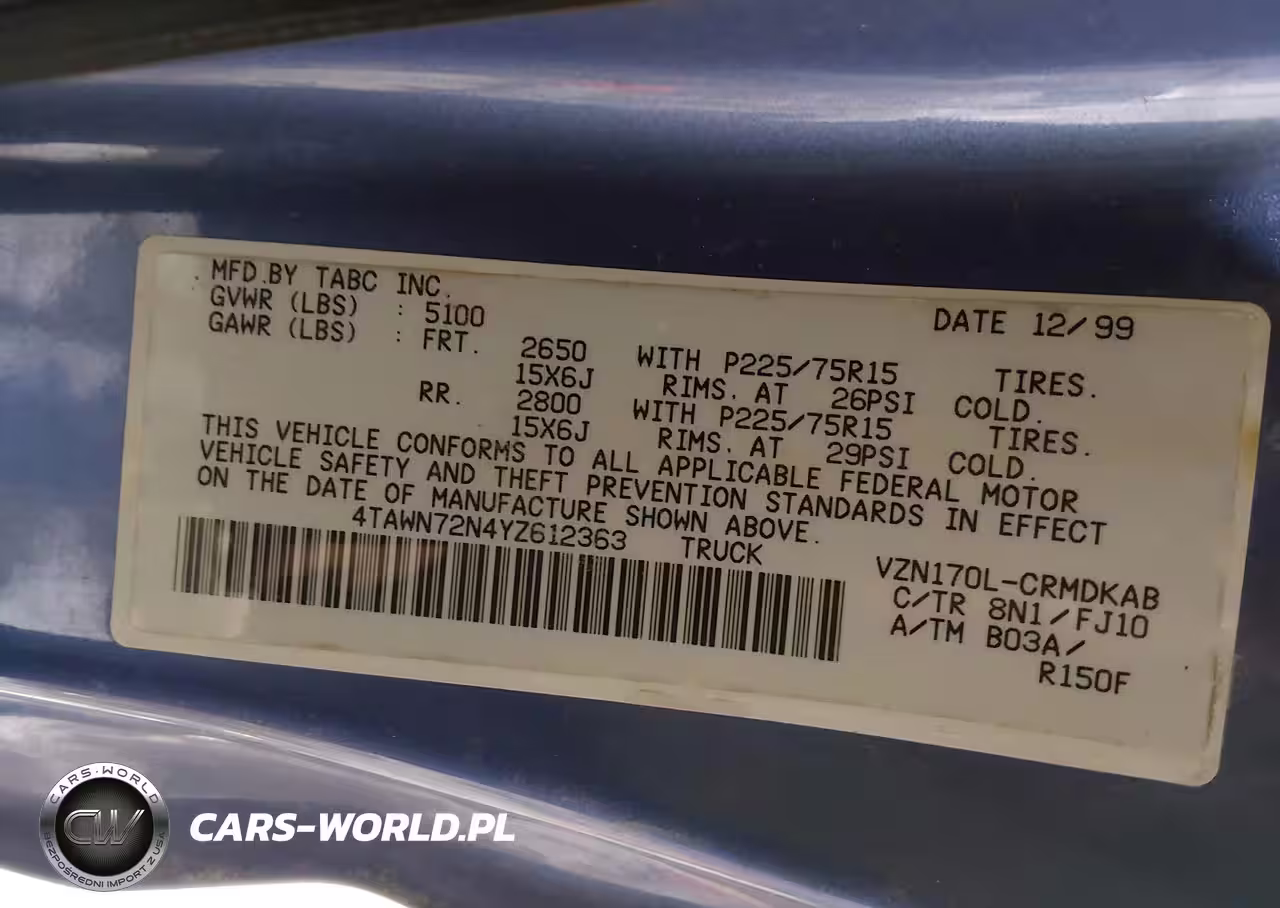 MFD.BY TABC INC.
DATE 12/99
GVWR (LBS) : 5100
GAWR (LBS) : FRT. 2650 WITH P225/75R15 TIRES.
15X6J RIMS. AT 26PSI COLD.
RR. 2800 WITH P225/75R15 TIRES.
15X6J RIMS. AT 29PSI COLD.
THIS VEHICLE CONFORMS TO ALL APPLICABLE FEDERAL MOTOR
VEHICLE SAFETY AND THEFT PREVENTION STANDARDS IN EFFECT
ON THE DATE OF MANUFACTURE SHOWN ABOVE.
4TAWN72N4YZ612363 TRUCK
VZN170L-CRMDKAB
C/TR 8N1/FJ10
A/TM B03A/
R150F
CARS-WORLD
CW
BEZPOŚREDNI IMPORT Z USA
CARS-WORLD.PL